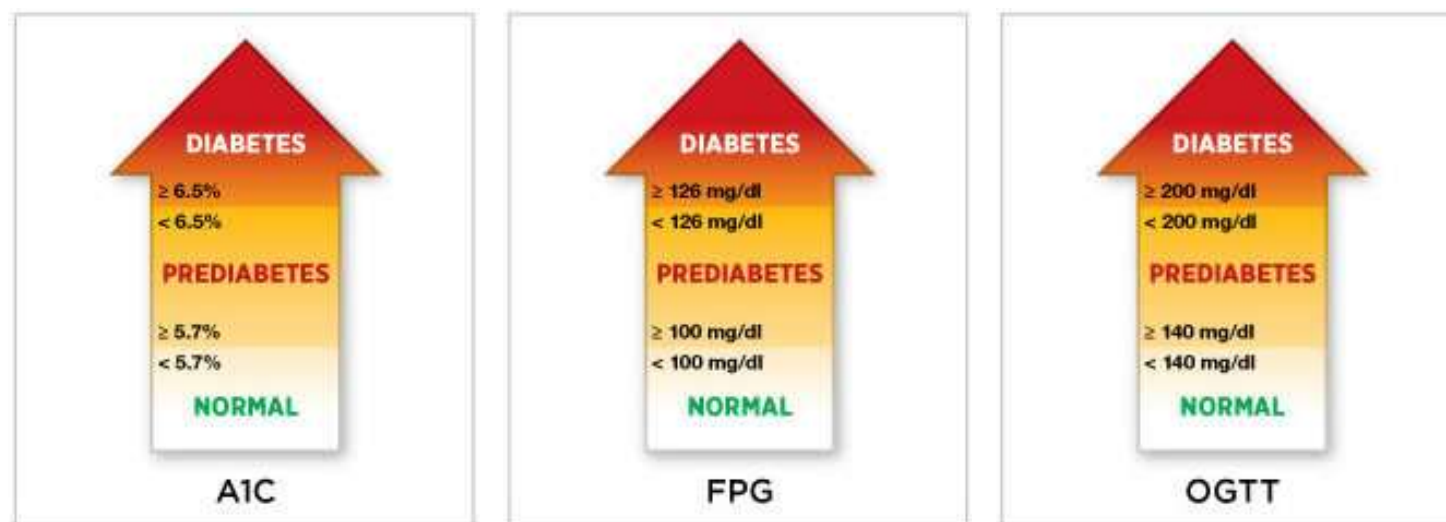 DIABETES
≥ 6.5%
< 6.5%
PREDIABETES
≥ 5.7%
< 5.7%
NORMAL
A1C
DIABETES
≥ 126 mg/dl
< 126 mg/dl
PREDIABETES
≥ 100 mg/dl
< 100 mg/dl
NORMAL
FPG
DIABETES
≥ 200 mg/dl
< 200 mg/dl
PREDIABETES
≥ 140 mg/dl
< 140 mg/dl
NORMAL
OGTT